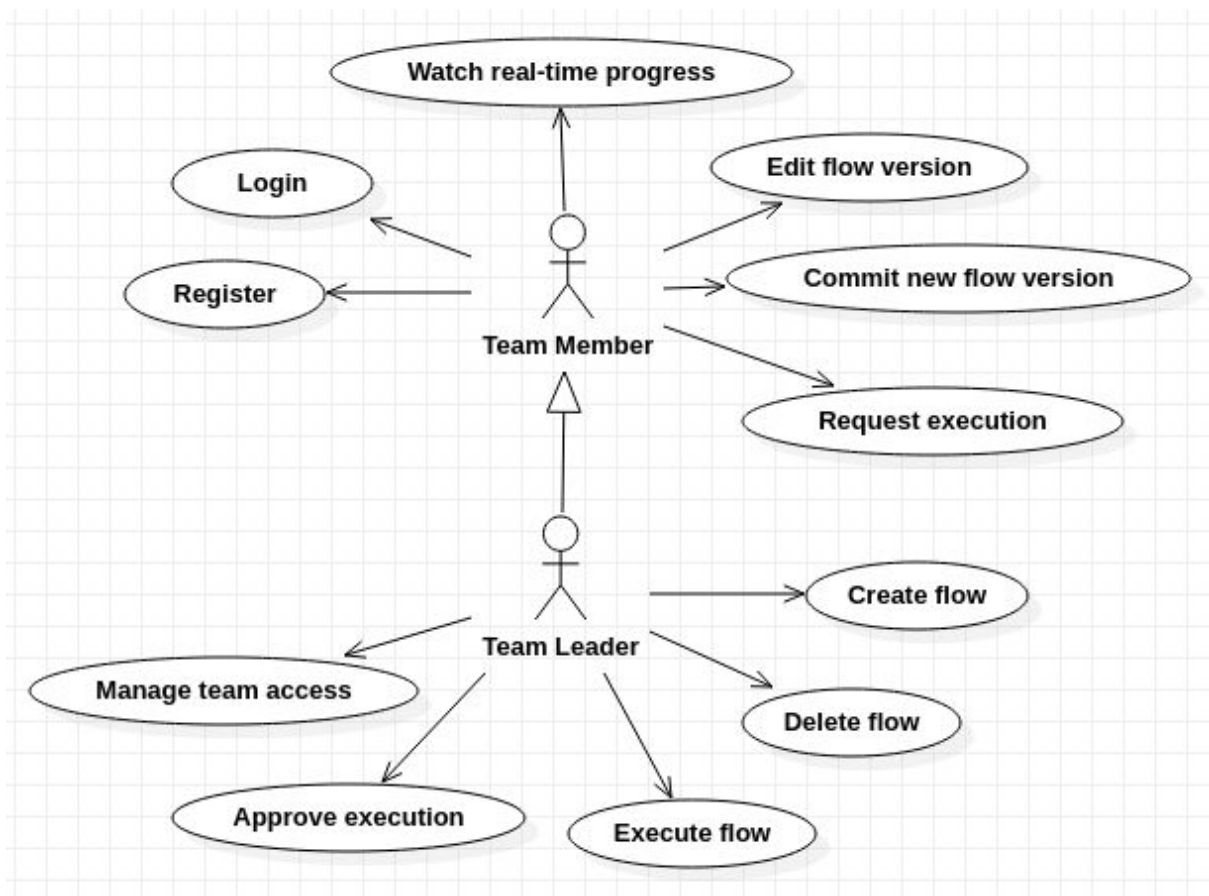 Watch real-time progress
Login
Edit flow version
Register
Commit new flow version
Team Member
Request execution
Create flow
Team Leader
Manage team access
Delete flow
Approve execution
Execute flow